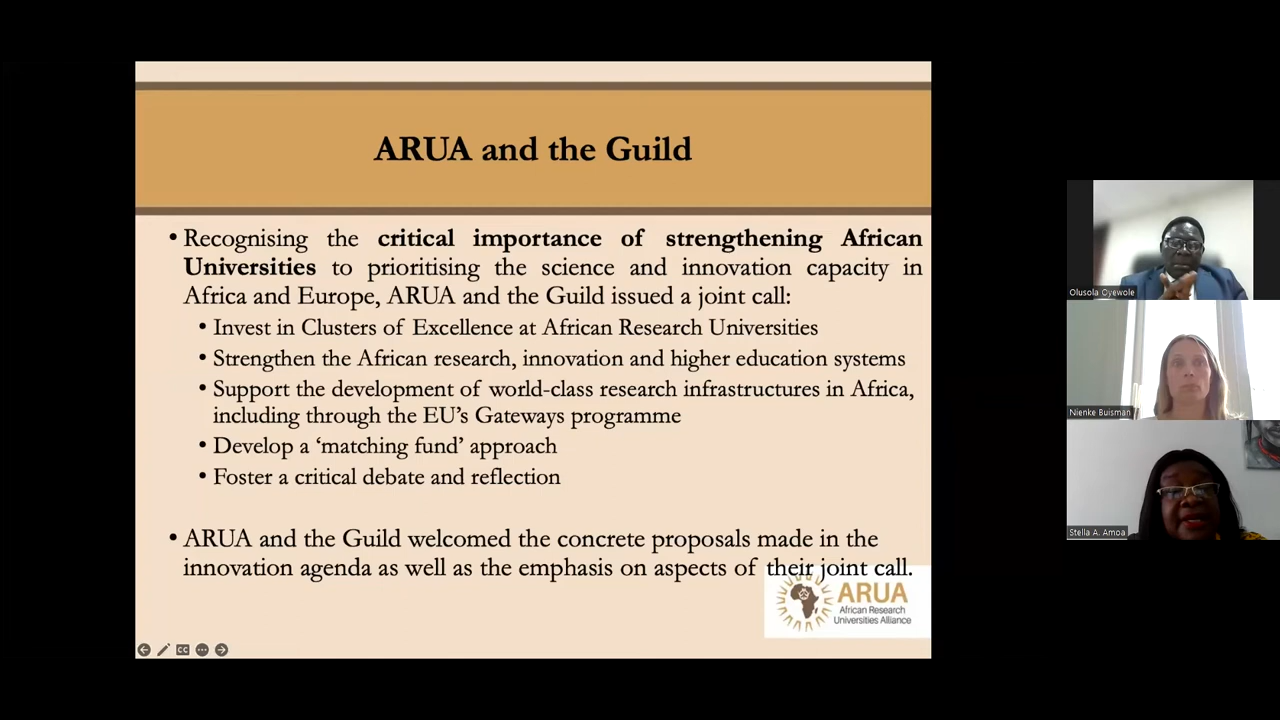 ARUA and the Guild
• Recognising the critical importance of strengthening African
Universities to prioritising the science and innovation capacity in
Africa and Europe, ARUA and the Guild issued a joint call:
• Invest in Clusters of Excellence at African Research Universities
• Strengthen the African research, innovation and higher education systems
• Support the development of world-class research infrastructures in Africa,
including through the EU’s Gateways programme
• Develop a ‘matching fund’ approach
• Foster a critical debate and reflection
• ARUA and the Guild welcomed the concrete proposals made in the
innovation agenda as well as the emphasis on aspects of their joint call.
ARUA
African Research
Universities Alliance
CC
Olusola Oyewole
Nienke Buisman
Stella A. Amoa